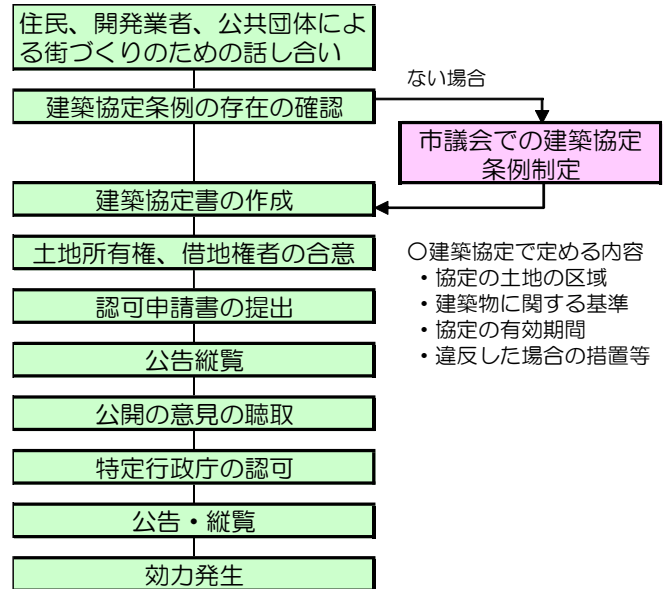 住民、開発業者、公共団体によ
る街づくりのための話し合い
ない場合
建築協定条例の存在の確認
市議会での建築協定
条例制定
建築協定書の作成
土地所有権、借地権者の合意
〇建築協定で定める内容
・協定の土地の区域
・建築物に関する基準
・協定の有効期間
・違反した場合の措置等
認可申請書の提出
公告縦覧
公開の意見の聴取
特定行政庁の認可
公告・縦覧
効力発生